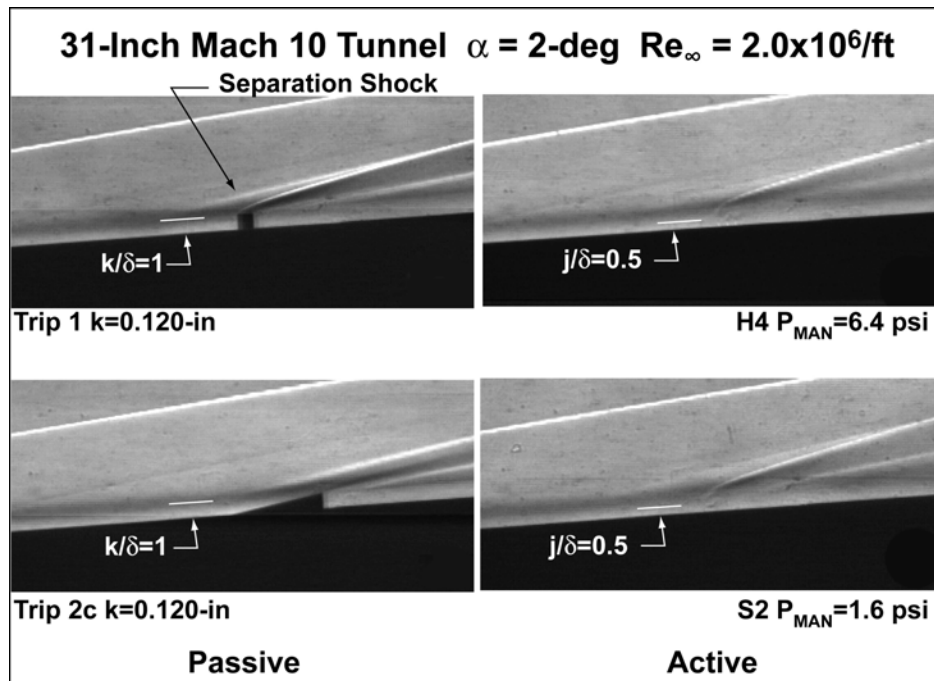 31-Inch Mach 10 Tunnel α = 2-deg Re∞ = 2.0x10⁶/ft
Separation Shock
k/δ=1
j/δ=0.5
Trip 1 k=0.120-in
H4 P_MAN=6.4 psi
k/δ=1
j/δ=0.5
Trip 2c k=0.120-in
S2 P_MAN=1.6 psi
Passive
Active